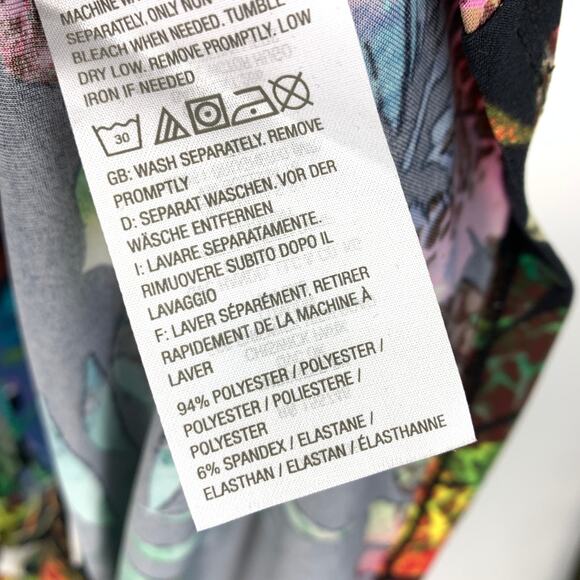 MACHINE WA
SEPARATELY, ONLY NON
BLEACH WHEN NEEDED. TUMBLE
DRY LOW. REMOVE PROMPTLY. LOW
IRON IF NEEDED
30
GB: WASH SEPARATELY. REMOVE
PROMPTLY
D: SEPARAT WASCHEN. VOR DER
WÄSCHE ENTFERNEN
I: LAVARE SEPARATAMENTE.
RIMUOVERE SUBITO DOPO IL
LAVAGGIO
F: LAVER SÉPARÉMENT. RETIRER
RAPIDEMENT DE LA MACHINE À
LAVER
94% POLYESTER / POLYESTER /
POLYESTER / POLIESTERE /
POLYESTER
6% SPANDEX / ELASTANE /
ELASTHAN / ELASTAN / ÉLASTHANNE